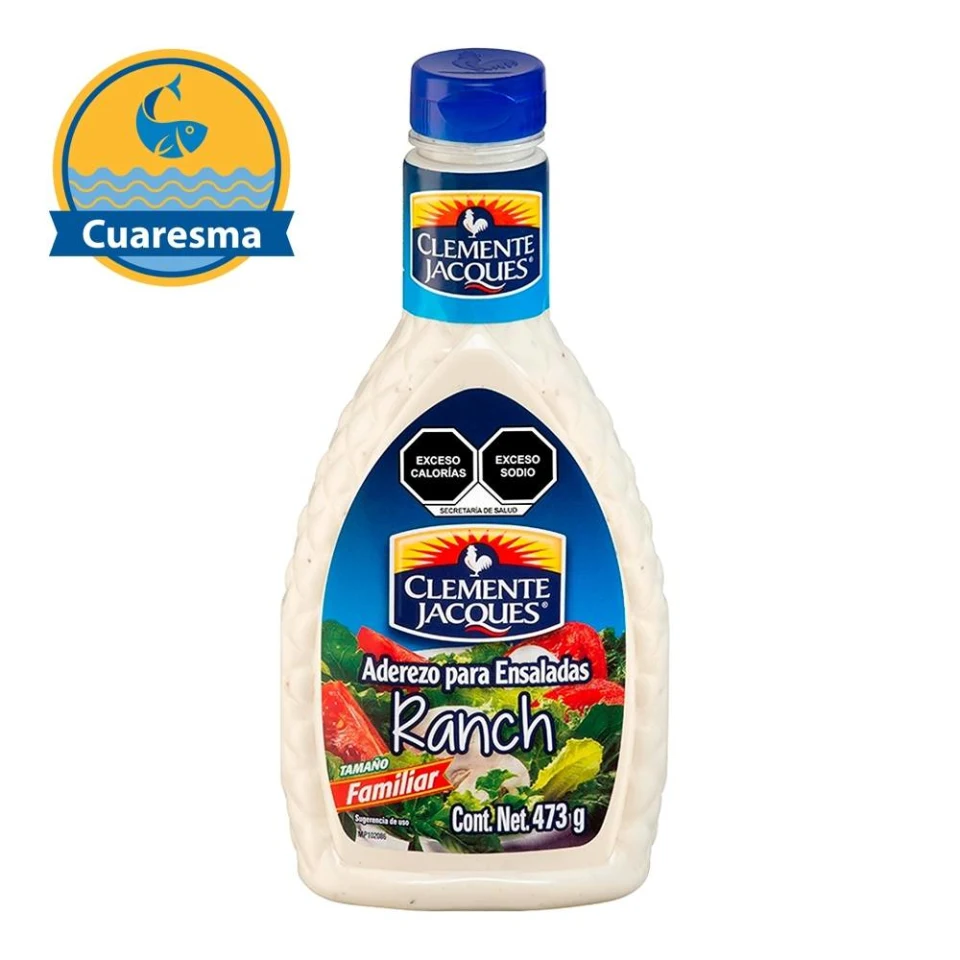 Cuaresma
CLEMENTE
JACQUES®
EXCESO
CALORÍAS
EXCESO
SODIO
SECRETARÍA DE SALUD
CLEMENTE
JACQUES®
Aderezo para Ensaladas
Ranch
TAMAÑO
Familiar
Cont. Net. 473 g
Sugerencia de uso
MP102086